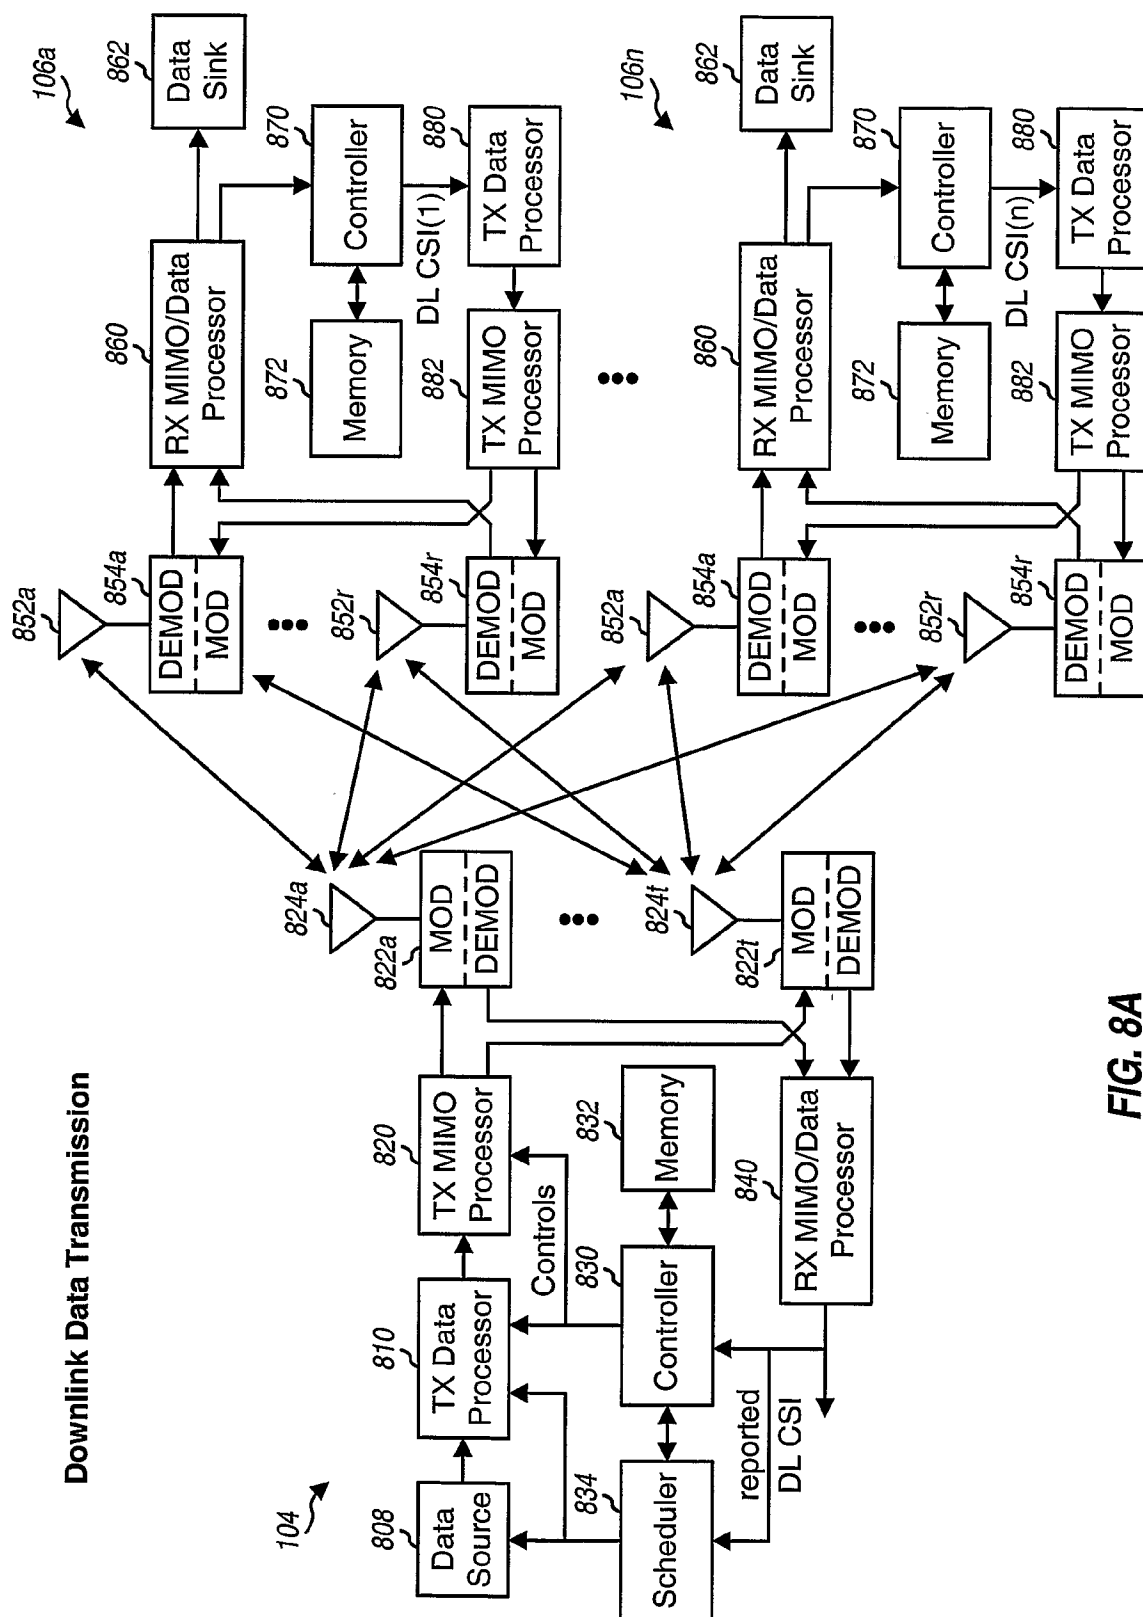 Downlink Data Transmission
104
808
Data
Source
810
TX Data
Processor
820
TX MIMO
Processor
Controls
834
Scheduler
830
Controller
832
Memory
reported
DL CSI
840
RX MIMO/Data
Processor
824a
822a
MOD
DEMOD
824t
822t
MOD
DEMOD
106a
852a
854a
DEMOD
MOD
852r
854r
DEMOD
MOD
860
RX MIMO/Data
Processor
862
Data
Sink
870
Controller
872
Memory
DL CSI(1)
880
TX Data
Processor
882
TX MIMO
Processor
106n
852a
854a
DEMOD
MOD
852r
854r
DEMOD
MOD
860
RX MIMO/Data
Processor
862
Data
Sink
870
Controller
872
Memory
DL CSI(n)
880
TX Data
Processor
882
TX MIMO
Processor
FIG. 8A